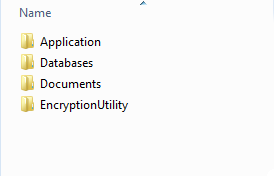 Name
Application
Databases
Documents
EncryptionUtility